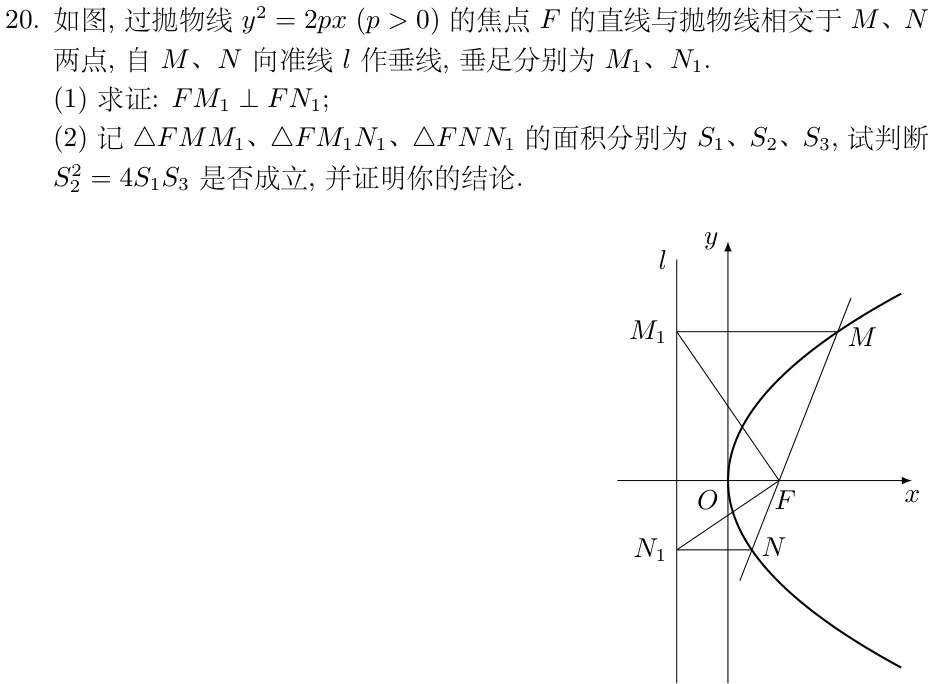 20. 如图, 过抛物线 y² = 2px (p > 0) 的焦点 F 的直线与抛物线相交于 M、N
两点, 自 M、N 向准线 l 作垂线, 垂足分别为 M₁、N₁.
(1) 求证: FM₁ ⊥ FN₁;
(2) 记 △FMM₁、△FM₁N₁、△FNN₁ 的面积分别为 S₁、S₂、S₃, 试判断
S₂² = 4S₁S₃ 是否成立, 并证明你的结论.
y
l
M₁
M
O
F
x
N₁
N